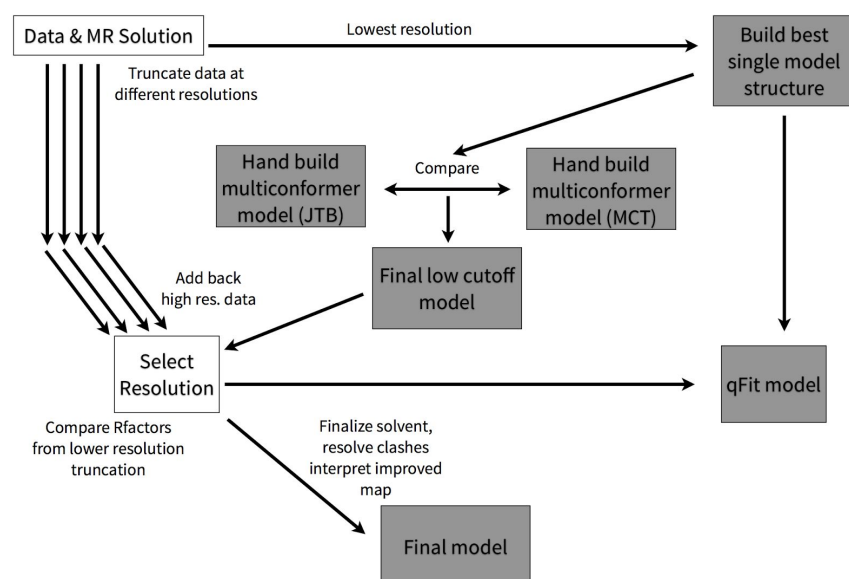 Data & MR Solution
Lowest resolution
Build best
single model
structure
Truncate data at
different resolutions
Hand build
multiconformer
model (JTB)
Compare
Hand build
multiconformer
model (MCT)
Final low cutoff
model
Add back
high res. data
Select
Resolution
qFit model
Compare Rfactors
from lower resolution
truncation
Finalize solvent,
resolve clashes
interpret improved
map
Final model